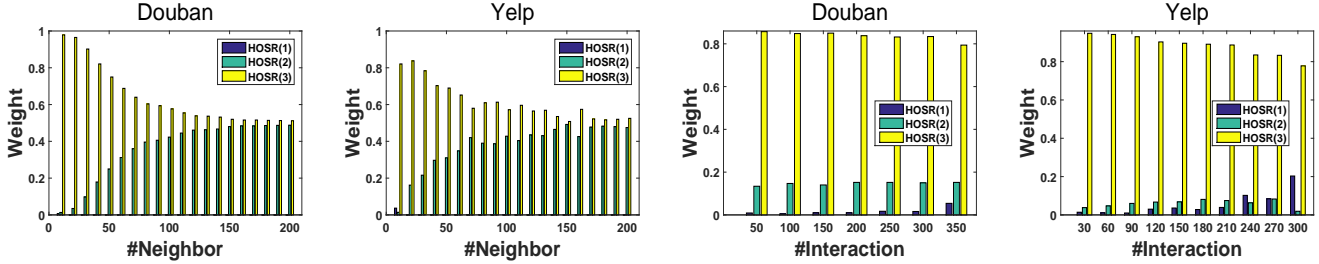 Douban
Weight
1
0.8
0.6
0.4
0.2
0
HOSR(1)
HOSR(2)
HOSR(3)
0 50 100 150 200
#Neighbor
Yelp
Weight
1
0.8
0.6
0.4
0.2
0
HOSR(1)
HOSR(2)
HOSR(3)
0 50 100 150 200
#Neighbor
Douban
Weight
0.8
0.6
0.4
0.2
0
HOSR(1)
HOSR(2)
HOSR(3)
50 100 150 200 250 300 350
#Interaction
Yelp
Weight
0.8
0.6
0.4
0.2
0
HOSR(1)
HOSR(2)
HOSR(3)
30 60 90 120 150 180 210 240 270 300
#Interaction